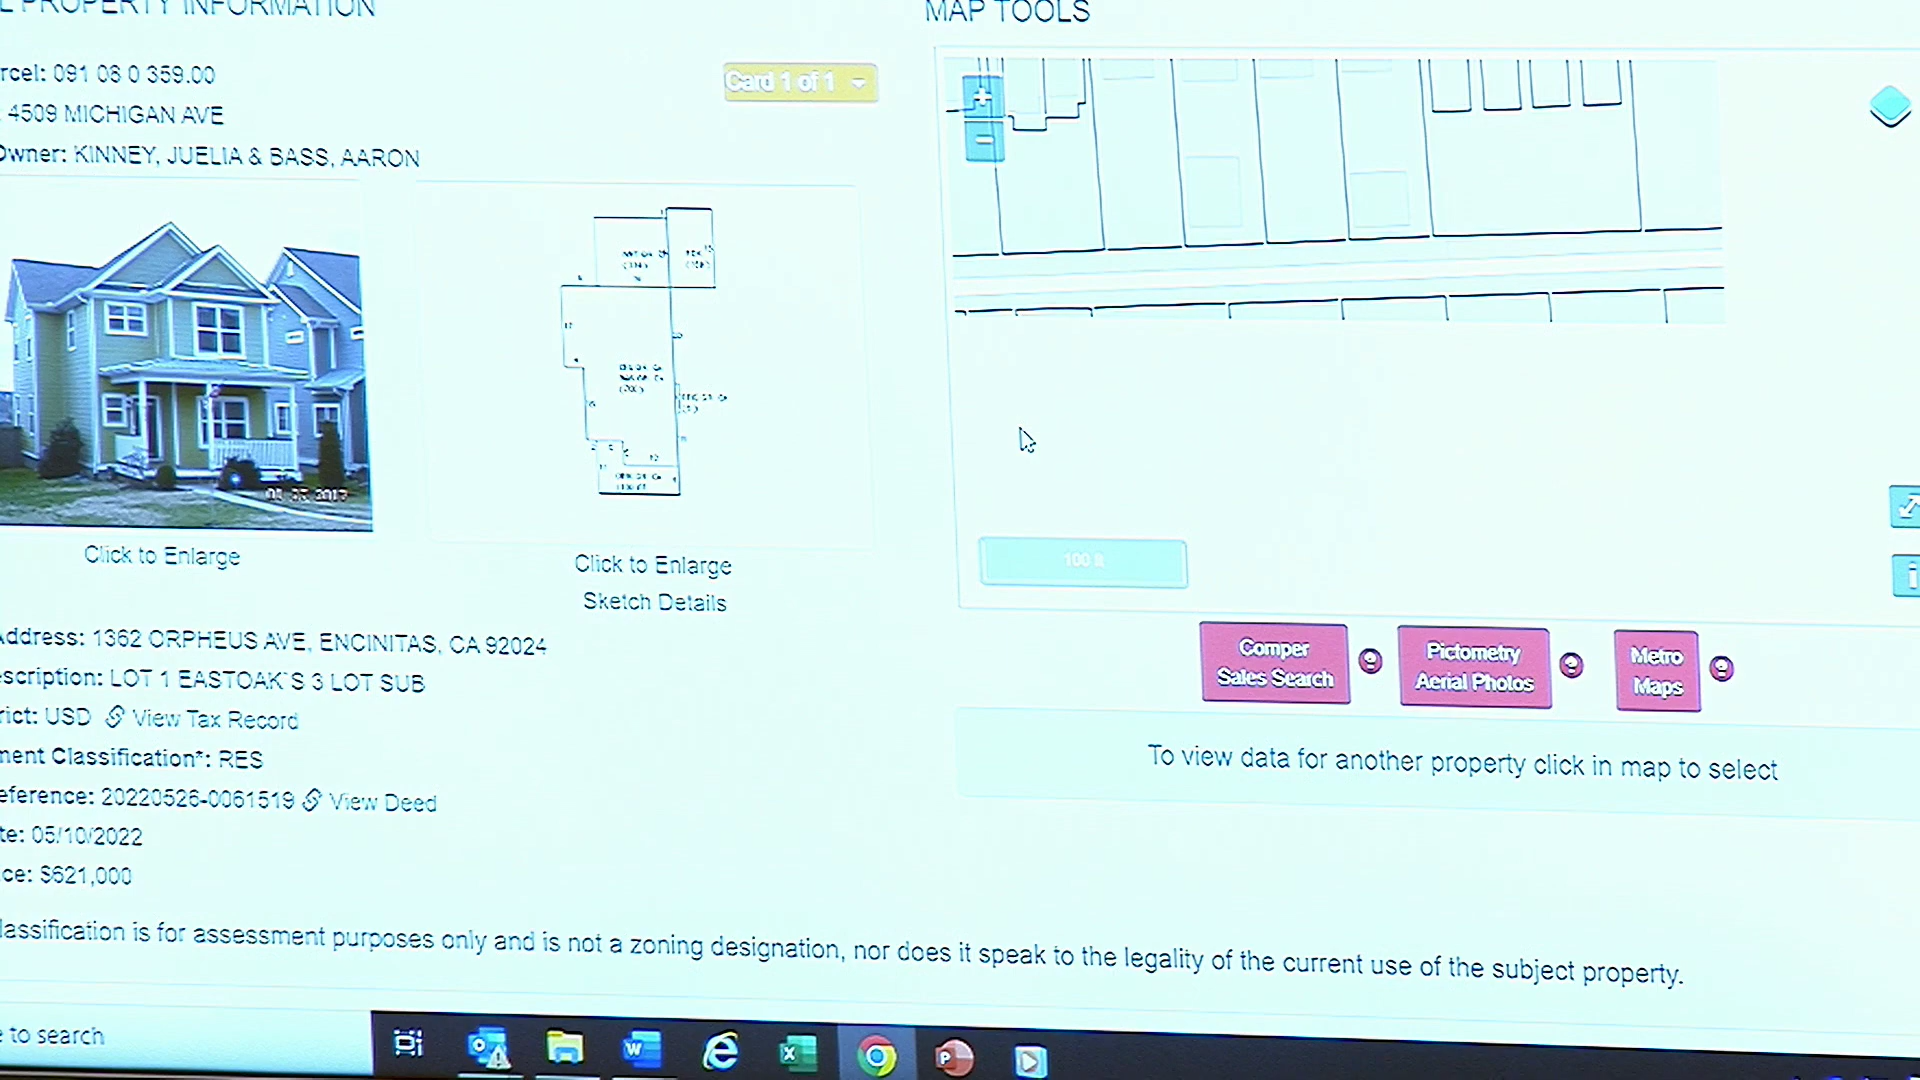 L PROPERTY INFORMATION
MAP TOOLS
rcel: 091 08 0 359.00
Card 1 of 1
: 4509 MICHIGAN AVE
Owner: KINNEY, JUELIA & BASS, AARON
+
-
Click to Enlarge
Click to Enlarge
Sketch Details
100 ft
i
Address: 1362 ORPHEUS AVE, ENCINITAS, CA 92024
scription: LOT 1 EASTOAK`S 3 LOT SUB
rict: USD View Tax Record
ment Classification*: RES
eference: 20220526-0061519 View Deed
te: 05/10/2022
ce: $621,000
Comper
Sales Search
Pictometry
Aerial Photos
Metro
Maps
To view data for another property click in map to select
lassification is for assessment purposes only and is not a zoning designation, nor does it speak to the legality of the current use of the subject property.
e to search